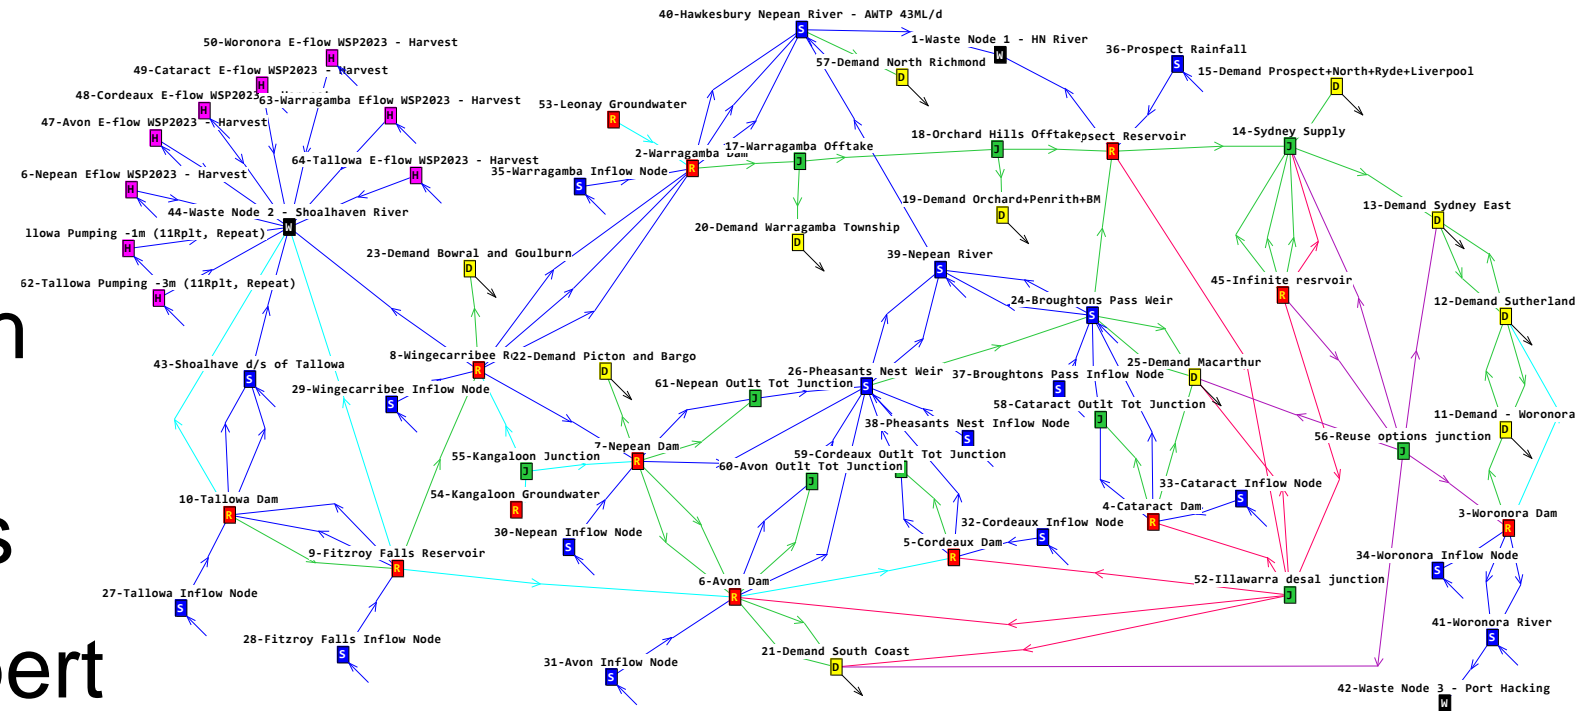 40-Hawkesbury Nepean River - AWTP 43ML/d
50-Woronora E-flow WSP2023 - Harvest
1-Waste Node 1 - HN River
W
36-Prospect Rainfall
49-Cataract E-flow WSP2023 - Harvest
57-Demand North Richmond
15-Demand Prospect+North+Ryde+Liverpool
48-Cordeaux E-flow WSP2023
63-Warragamba Eflow WSP2023 - Harvest
53-Leonay Groundwater
47-Avon E-flow WSP2023 - Harvest
18-Orchard Hills Offtake
pect Reservoir
14-Sydney Supply
2-Warragamba Dam
17-Warragamba Offtake
64-Tallowa E-flow WSP2023 - Harvest
35-Warragamba Inflow Node
6-Nepean Eflow WSP2023 - Harvest
19-Demand Orchard+Penrith+BM
13-Demand Sydney East
44-Waste Node 2 - Shoalhaven River
20-Demand Warragamba Township
llowa Pumping -1m (11Rplt, Repeat)
23-Demand Bowral and Goulburn
39-Nepean River
45-Infinite resrvoir
62-Tallowa Pumping -3m (11Rplt, Repeat)
24-Broughtons Pass Weir
12-Demand Sutherland
n
8-Wingecarribee R
22-Demand Picton and Bargo
43-Shoalhave d/s of Tallowa
25-Demand Macarthur
26-Pheasants Nest Weir
37-Broughtons Pass Inflow Node
61-Nepean Outlt Tot Junction
29-Wingecarribee Inflow Node
58-Cataract Outlt Tot Junction
11-Demand - Woronora
38-Pheasants Nest Inflow Node
56-Reuse options junction
7-Nepean Dam
55-Kangaloon Junction
59-Cordeaux Outlt Tot Junction
60-Avon Outlt Tot Junction
33-Cataract Inflow Node
54-Kangaloon Groundwater
10-Tallowa Dam
4-Cataract Dam
3-Woronora Dam
32-Cordeaux Inflow Node
30-Nepean Inflow Node
5-Cordeaux Dam
s
9-Fitzroy Falls Reservoir
34-Woronora Inflow Node
6-Avon Dam
52-Illawarra desal junction
27-Tallowa Inflow Node
41-Woronora River
28-Fitzroy Falls Inflow Node
21-Demand South Coast
31-Avon Inflow Node
pert
42-Waste Node 3 - Port Hacking
W